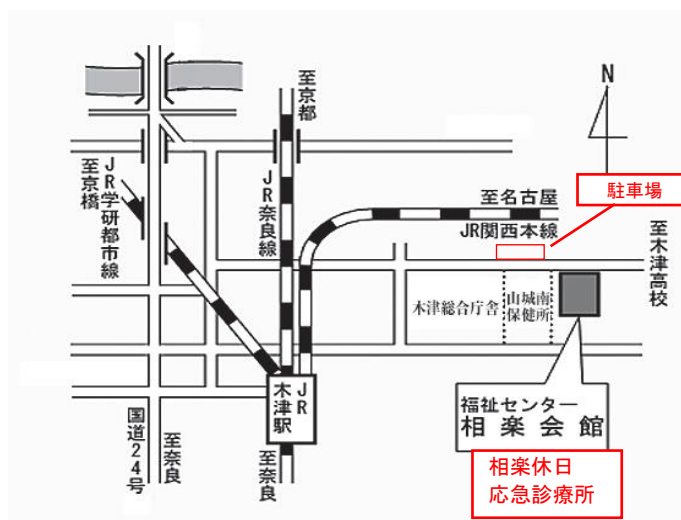 至京都
N
駐車場
至京橋
JR学研都市線
JR奈良線
至名古屋
JR関西本線
至木津高校
木津総合庁舎
山城南
保健所
JR
木津駅
福祉センター
相楽会館
国道24号
至奈良
至奈良
相楽休日
応急診療所